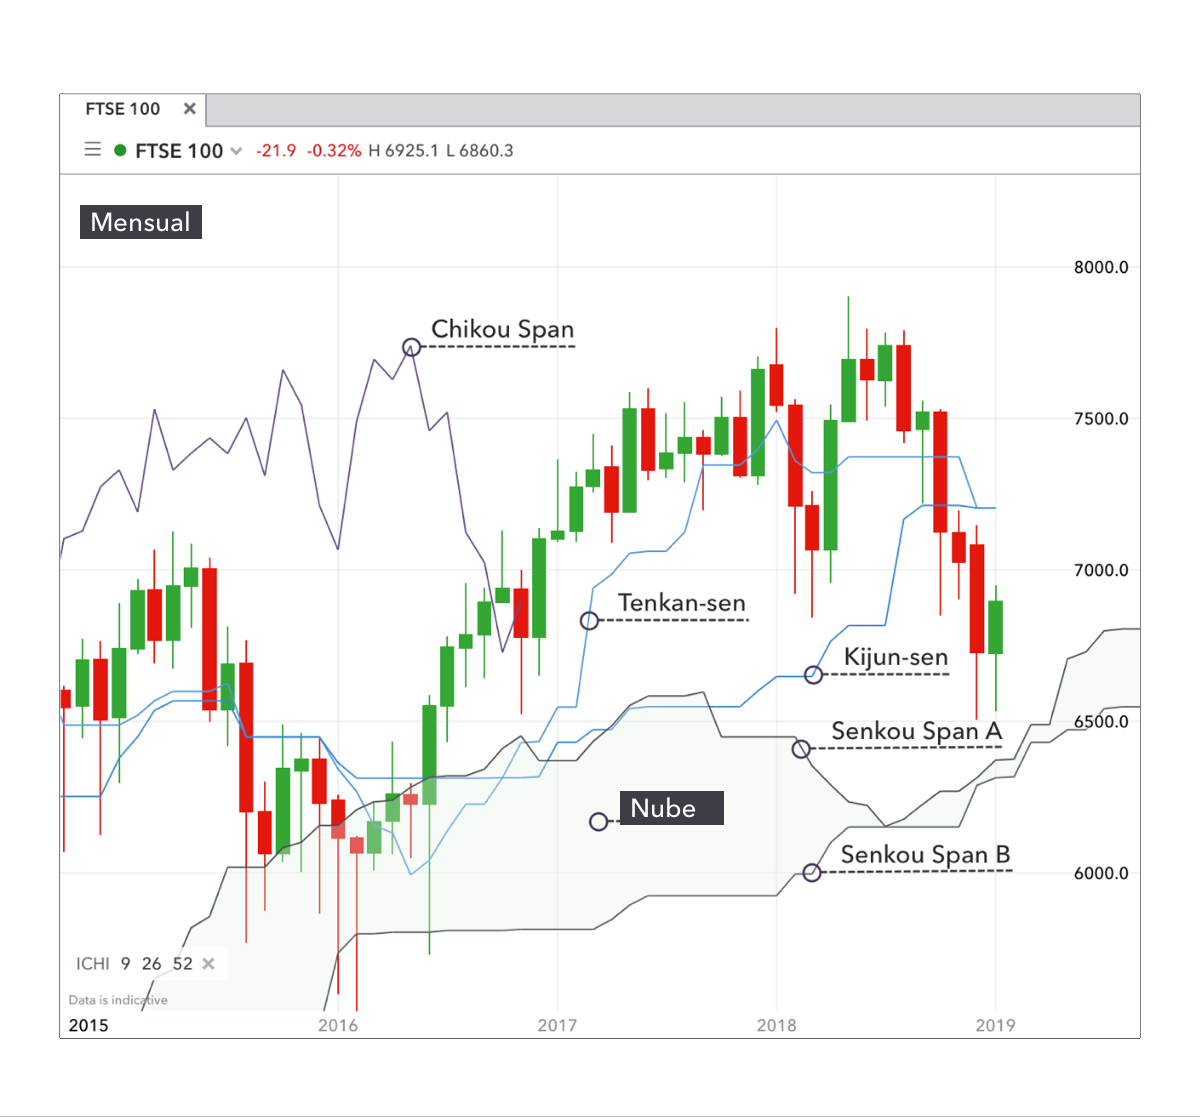 FTSE 100 ×
FTSE 100 -21.9 -0.32% H 6925.1 L 6860.3
Mensual
8000.0
Chikou Span
7500.0
7000.0
Tenkan-sen
Kijun-sen
6500.0
Senkou Span A
Nube
Senkou Span B
6000.0
ICHI 9 26 52 ×
Data is indicative
2015 2016 2017 2018 2019